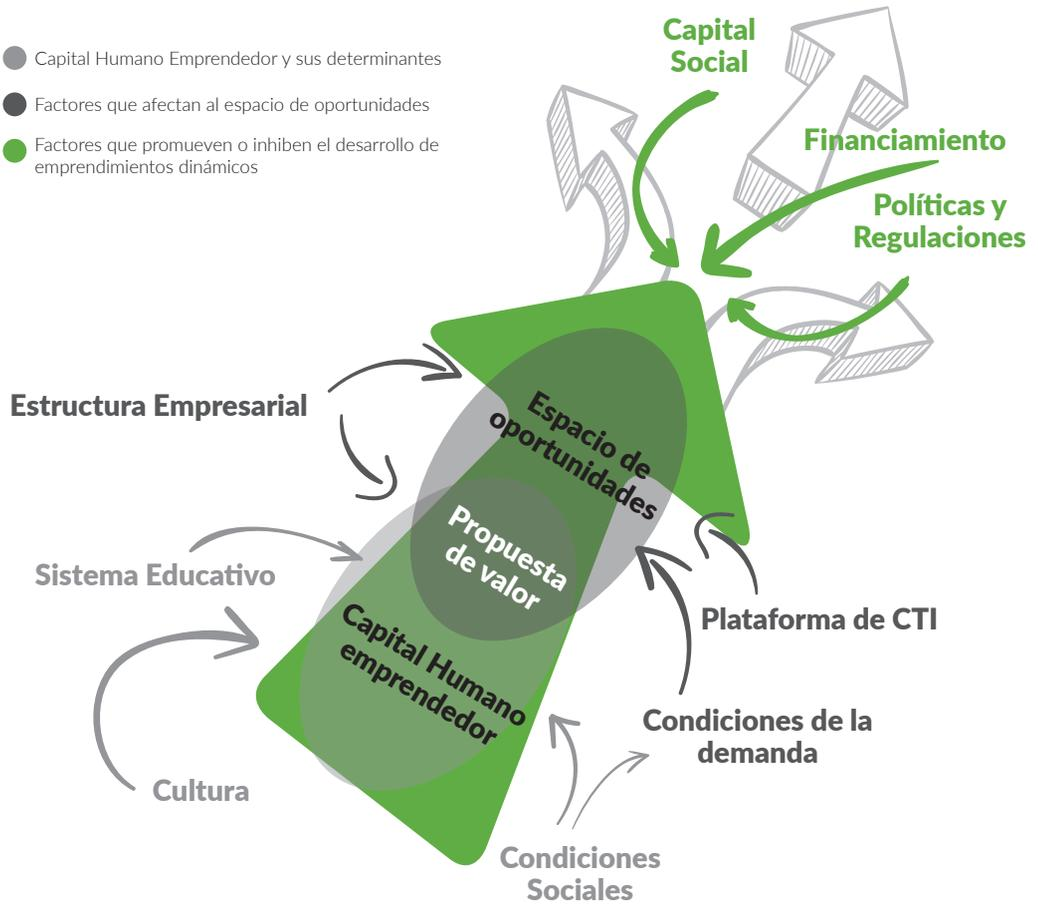 Capital Humano Emprendedor y sus determinantes
Factores que afectan al espacio de oportunidades
Factores que promueven o inhiben el desarrollo de
emprendimientos dinámicos
Capital
Social
Financiamiento
Políticas y
Regulaciones
Estructura Empresarial
Espacio de
oportunidades
Propuesta
de valor
Sistema Educativo
Capital Humano
emprendedor
Plataforma de CTI
Condiciones de la
demanda
Cultura
Condiciones
Sociales